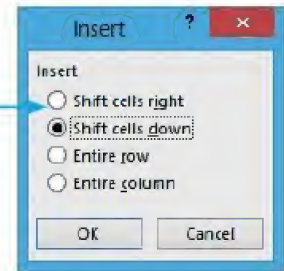 Insert ? ×
Insert
Shift cells right
Shift cells down
Entire row
Entire column
OK Cancel